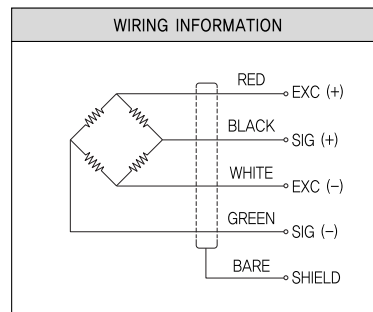 WIRING INFORMATION
RED
EXC (+)
BLACK
SIG (+)
WHITE
EXC (−)
GREEN
SIG (−)
BARE
SHIELD